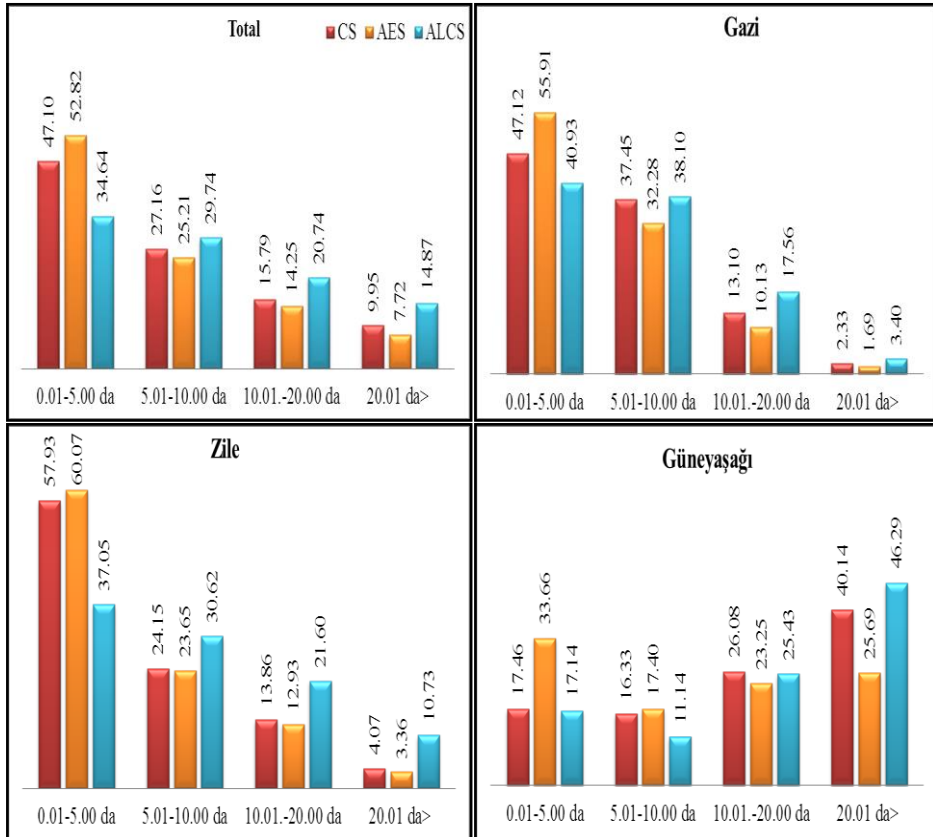 Total
CS AES ALCS
47.10 52.82 34.64 27.16 25.21 29.74 15.79 14.25 20.74 9.95 7.72 14.87
0.01-5.00 da 5.01-10.00 da 10.01.-20.00 da 20.01 da>
Gazi
47.12 55.91 40.93 37.45 32.28 38.10 13.10 10.13 17.56 2.33 1.69 3.40
0.01-5.00 da 5.01-10.00 da 10.01.-20.00 da 20.01 da>
Zile
57.93 60.07 37.05 24.15 23.65 30.62 13.86 12.93 21.60 4.07 3.36 10.73
0.01-5.00 da 5.01-10.00 da 10.01.-20.00 da 20.01 da>
Güneyaşağı
17.46 33.66 17.14 16.33 17.40 11.14 26.08 23.25 25.43 40.14 25.69 46.29
0.01-5.00 da 5.01-10.00 da 10.01.-20.00 da 20.01 da>